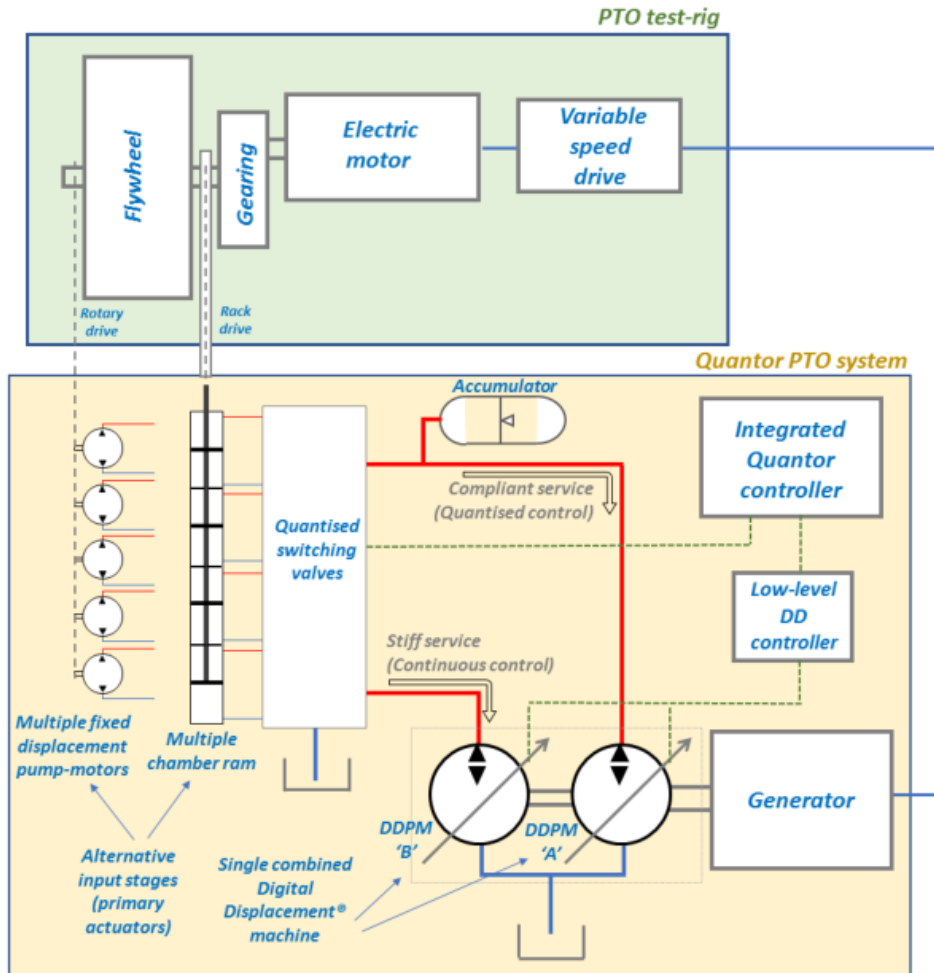 PTO test-rig
Flywheel
Gearing
Electric
motor
Variable
speed
drive
Rotary
drive
Rack
drive
Quantor PTO system
Accumulator
Compliant service
(Quantised control)
Integrated
Quantor
controller
Quantised
switching
valves
Low-level
DD
controller
Stiff service
(Continuous control)
Multiple fixed
displacement
pump-motors
Multiple
chamber ram
DDPM
‘B’
DDPM
‘A’
Generator
Alternative
input stages
(primary
actuators)
Single combined
Digital
Displacement®
machine